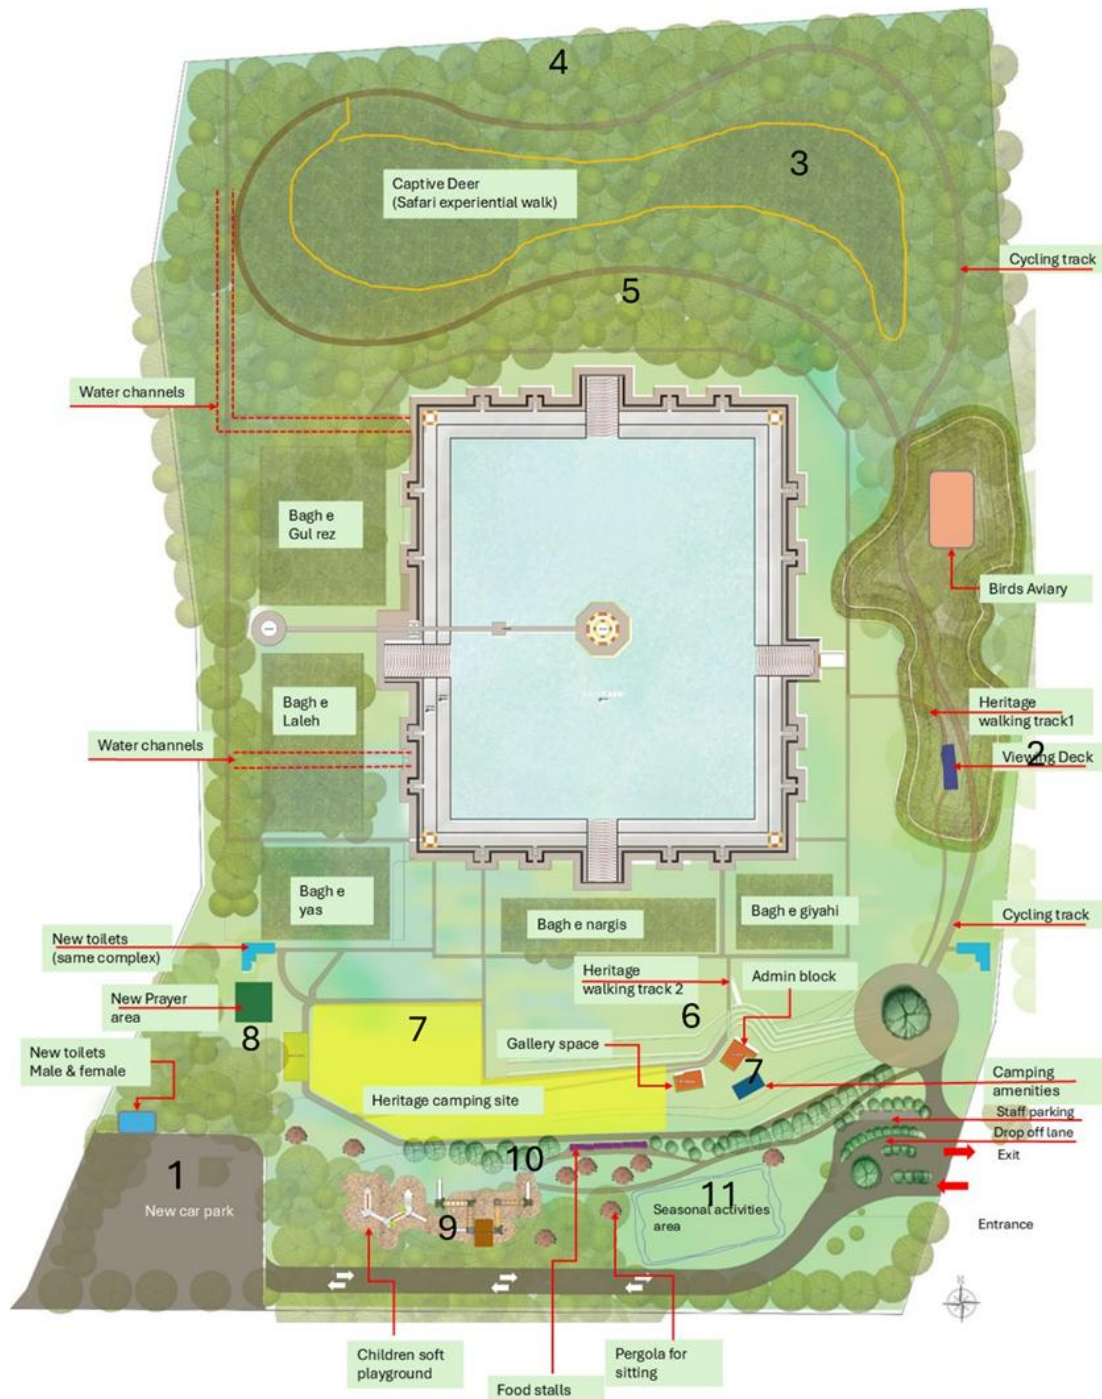 4
3
Captive Deer
(Safari experiential walk)
Cycling track
5
Water channels
Bagh e
Gul rez
Birds Aviary
Bagh e
Laleh
Heritage
walking track1
2
Viewing Deck
Water channels
Bagh e
yas
Bagh e nargis
Bagh e giyahi
Cycling track
New toilets
(same complex)
Heritage
walking track 2
Admin block
New Prayer
area
8
7
6
Gallery space
7
New toilets
Male & female
Heritage camping site
Camping
amenities
Staff parking
Drop off lane
Exit
10
1
New car park
11
Seasonal activities
area
9
Entrance
N
Children soft
playground
Food stalls
Pergola for
sitting